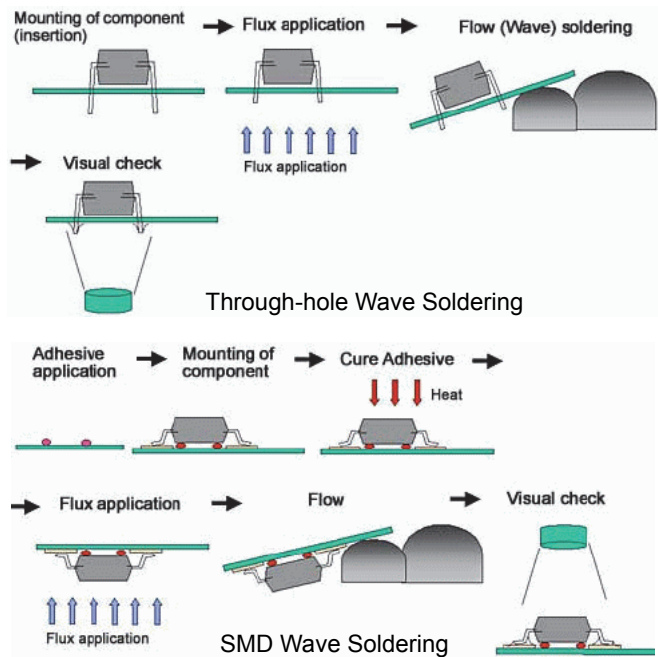 Mounting of component
(insertion)
Flux application
Flow (Wave) soldering
Flux application
Visual check
Through-hole Wave Soldering
Adhesive
application
Mounting of
component
Cure Adhesive
Heat
Flux application
Flow
Visual check
Flux application
SMD Wave Soldering